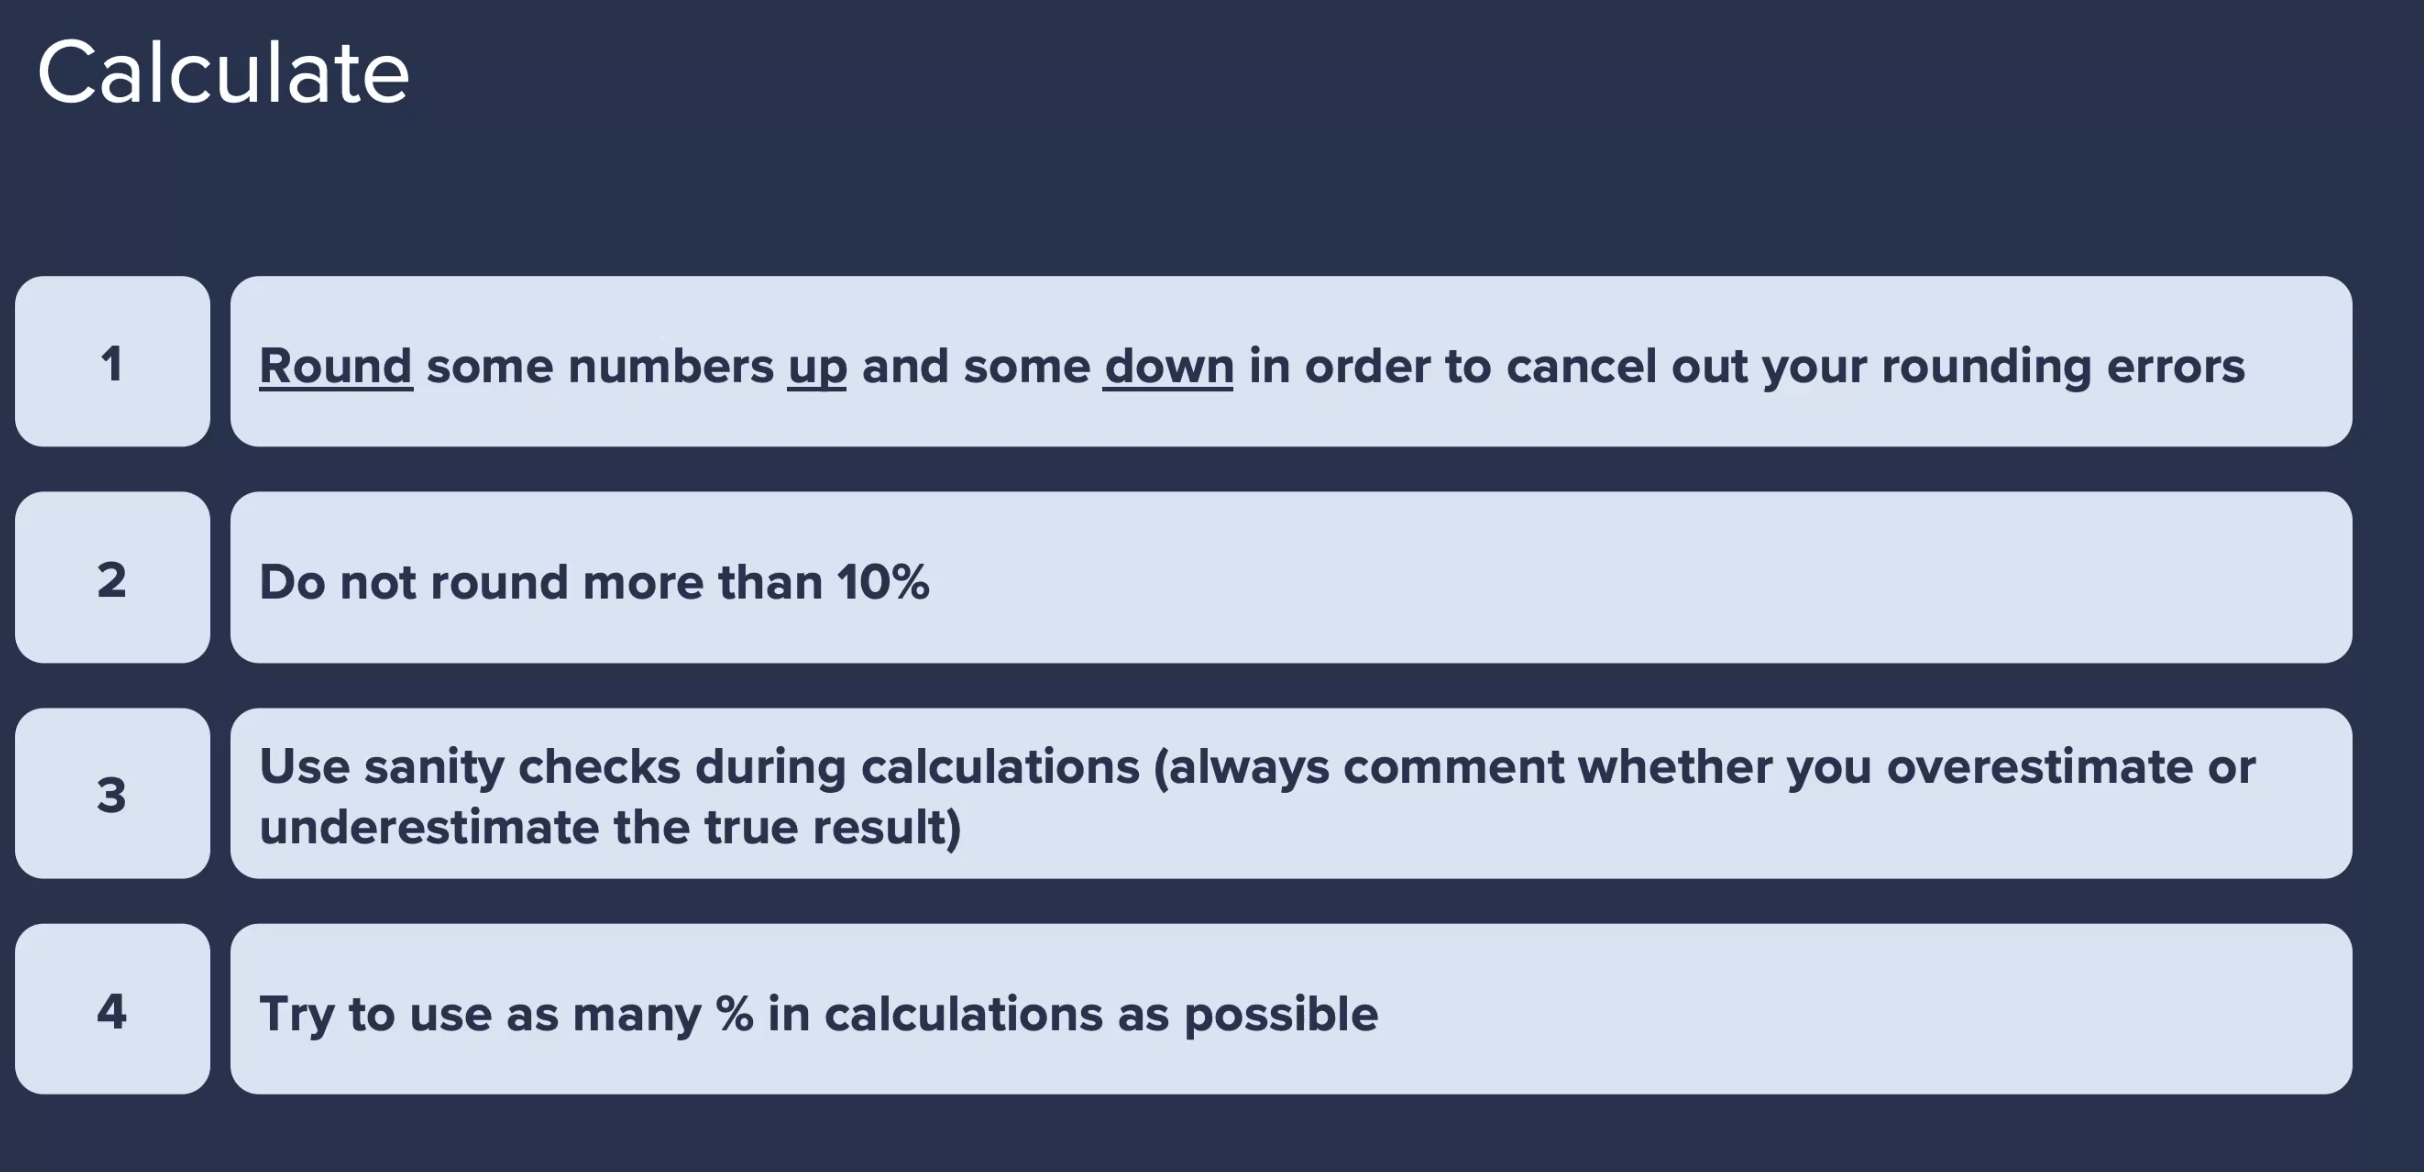 Calculate
1
Round some numbers up and some down in order to cancel out your rounding errors
2
Do not round more than 10%
3
Use sanity checks during calculations (always comment whether you overestimate or
underestimate the true result)
4
Try to use as many % in calculations as possible